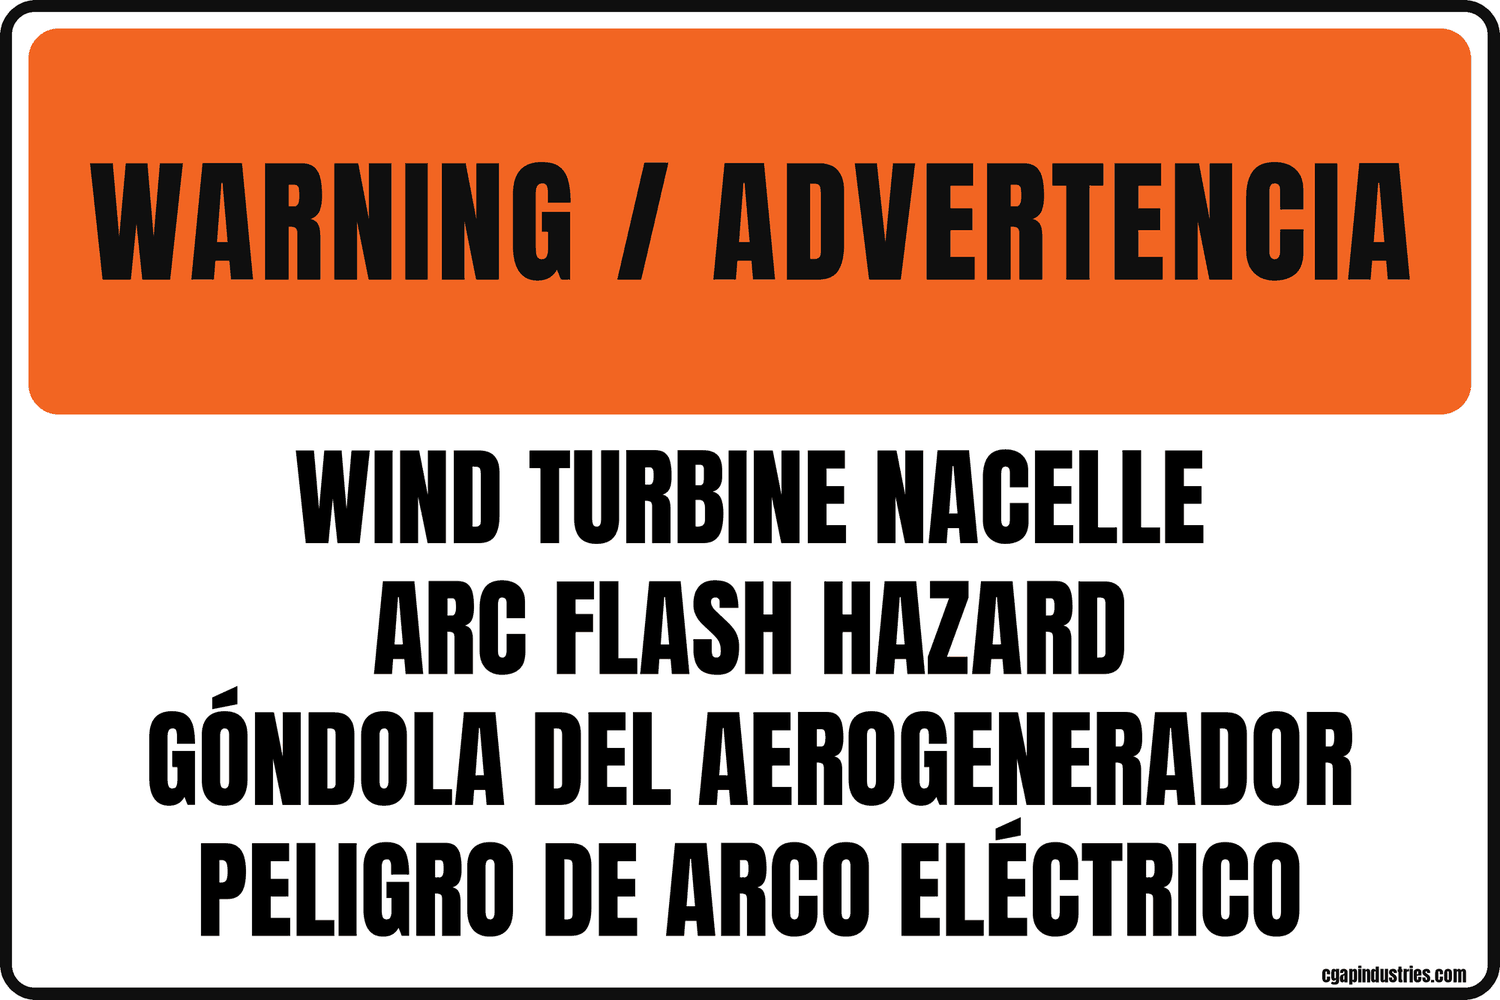 WARNING / ADVERTENCIA
WIND TURBINE NACELLE
ARC FLASH HAZARD
GÓNDOLA DEL AEROGENERADOR
PELIGRO DE ARCO ELÉCTRICO
cgapindustries.com